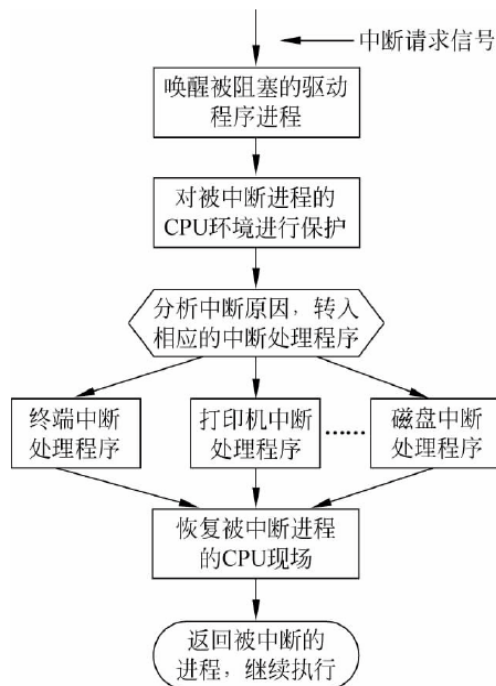 中断请求信号
唤醒被阻塞的驱动
程序进程
对被中断进程的
CPU环境进行保护
分析中断原因，转入
相应的中断处理程序
终端中断
处理程序
打印机中断
处理程序
……
磁盘中断
处理程序
恢复被中断进程
的CPU现场
返回被中断的
进程，继续执行